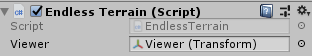 Endless Terrain (Script)
Script EndlessTerrain
Viewer Viewer (Transform)